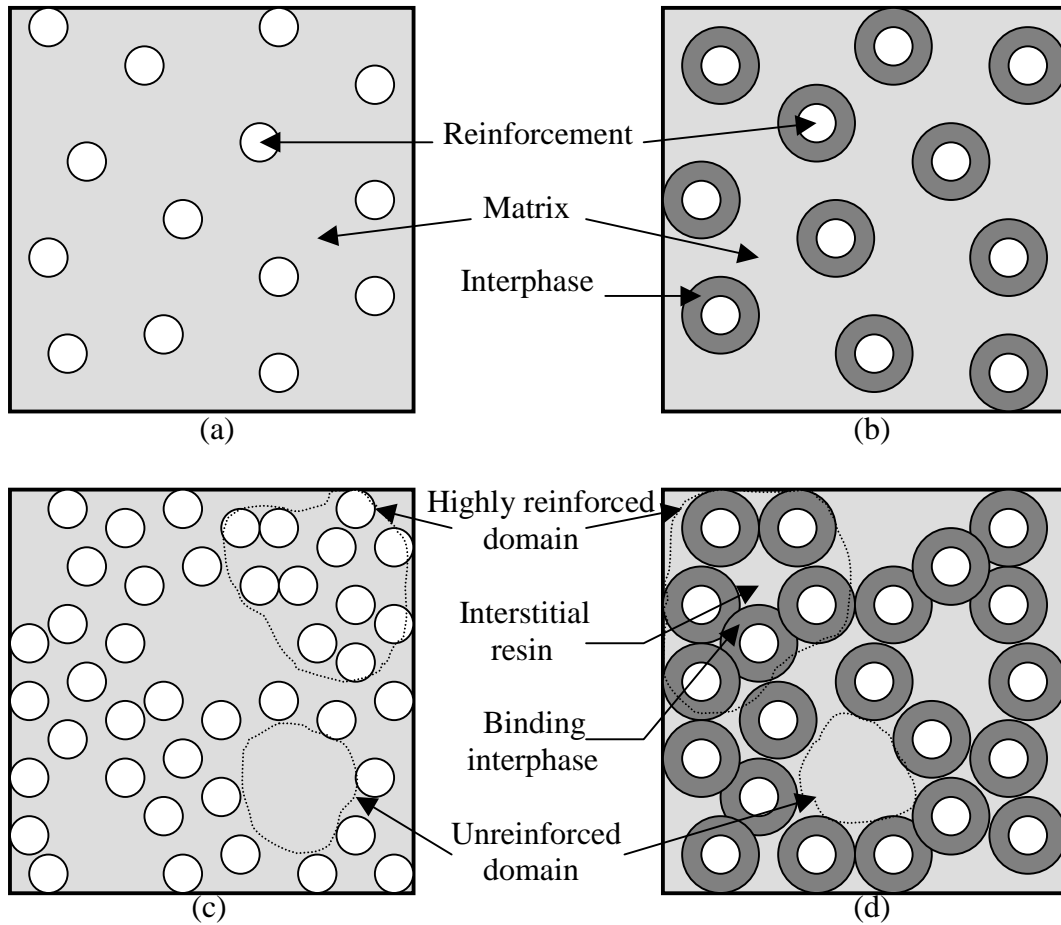 Reinforcement
Matrix
Interphase
(a)
(b)
Highly reinforced
domain
Interstitial
resin
Binding
interphase
Unreinforced
domain
(c)
(d)